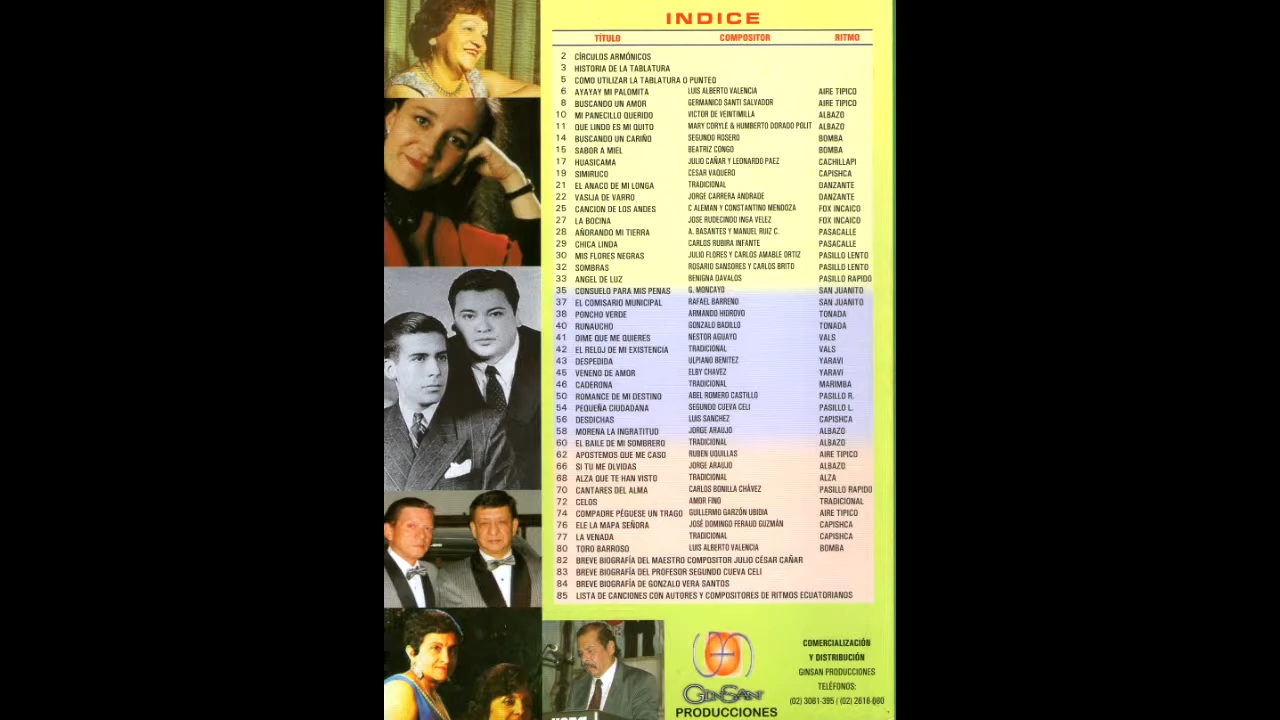 INDICE
TÍTULO COMPOSITOR RITMO
2 CÍRCULOS ARMÓNICOS
3 HISTORIA DE LA TABLATURA
5 COMO UTILIZAR LA TABLATURA O PUNTEO
6 AYAYAY MI PALOMITA LUIS ALBERTO VALENCIA AIRE TIPICO
8 BUSCANDO UN AMOR GERMANICO SANTI SALVADOR AIRE TIPICO
10 MI PANECILLO QUERIDO VICTOR DE VEINTIMILLA ALBAZO
11 QUE LINDO ES MI QUITO MARY CORYLE & HUMBERTO DORADO POLIT ALBAZO
14 BUSCANDO UN CARIÑO SEGUNDO ROSERO BOMBA
15 SABOR A MIEL BEATRIZ CONGO BOMBA
17 HUASICAMA JULIO CAÑAR Y LEONARDO PAEZ CACHILLAPI
19 SIMIRUCO CESAR VAQUERO CAPISHCA
21 EL ANACO DE MI LONGA TRADICIONAL DANZANTE
22 VASIJA DE VARRO JORGE CARRERA ANDRADE DANZANTE
25 CANCION DE LOS ANDES C ALEMAN Y CONSTANTINO MENDOZA FOX INCAICO
27 LA BOCINA JOSE RUDECINDO INGA VELEZ FOX INCAICO
28 AÑORANDO MI TIERRA A. BASANTES Y MANUEL RUIZ C. PASACALLE
29 CHICA LINDA CARLOS RUBIRA INFANTE PASACALLE
30 MIS FLORES NEGRAS JULIO FLORES Y CARLOS AMABLE ORTIZ PASILLO LENTO
32 SOMBRAS ROSARIO SANSORES Y CARLOS BRITO PASILLO LENTO
33 ANGEL DE LUZ BENIGNA DAVALOS PASILLO RAPIDO
35 CONSUELO PARA MIS PENAS G. MONCAYO SAN JUANITO
37 EL COMISARIO MUNICIPAL RAFAEL BARRENO SAN JUANITO
38 PONCHO VERDE ARMANDO HIDROVO TONADA
40 RUNAUCHO GONZALO BADILLO TONADA
41 DIME QUE ME QUIERES NESTOR AGUAYO VALS
42 EL RELOJ DE MI EXISTENCIA TRADICIONAL VALS
43 DESPEDIDA ULPIANO BENITEZ YARAVI
45 VENENO DE AMOR ELBY CHAVEZ YARAVI
46 CADERONA TRADICIONAL MARIMBA
50 ROMANCE DE MI DESTINO ABEL ROMERO CASTILLO PASILLO R.
54 PEQUEÑA CIUDADANA SEGUNDO CUEVA CELI PASILLO L.
56 DESDICHAS LUIS SANCHEZ CAPISHCA
58 MORENA LA INGRATITUD JORGE ARAUJO ALBAZO
60 EL BAILE DE MI SOMBRERO TRADICIONAL ALBAZO
62 APOSTEMOS QUE ME CASO RUBEN UQUILLAS AIRE TIPICO
66 SI TU ME OLVIDAS JORGE ARAUJO ALBAZO
68 ALZA QUE TE HAN VISTO TRADICIONAL ALZA
70 CANTARES DEL ALMA CARLOS BONILLA CHÁVEZ PASILLO RAPIDO
72 CELOS AMOR FINO TRADICIONAL
74 COMPADRE PÉGUESE UN TRAGO GUILLERMO GARZÓN UBIDIA AIRE TIPICO
76 ELE LA MAPA SEÑORA JOSÉ DOMINGO FERAUD GUZMÁN CAPISHCA
77 LA VENADA TRADICIONAL CAPISHCA
80 TORO BARROSO LUIS ALBERTO VALENCIA BOMBA
82 BREVE BIOGRAFÍA DEL MAESTRO COMPOSITOR JULIO CÉSAR CAÑAR
83 BREVE BIOGRAFÍA DEL PROFESOR SEGUNDO CUEVA CELI
84 BREVE BIOGRAFÍA DE GONZALO VERA SANTOS
85 LISTA DE CANCIONES CON AUTORES Y COMPOSITORES DE RITMOS ECUATORIANOS
GINSAN
PRODUCCIONES
COMERCIALIZACIÓN
Y DISTRIBUCIÓN
GINSAN PRODUCCIONES
TELÉFONOS:
(02) 3061-395 / (02) 2616-060